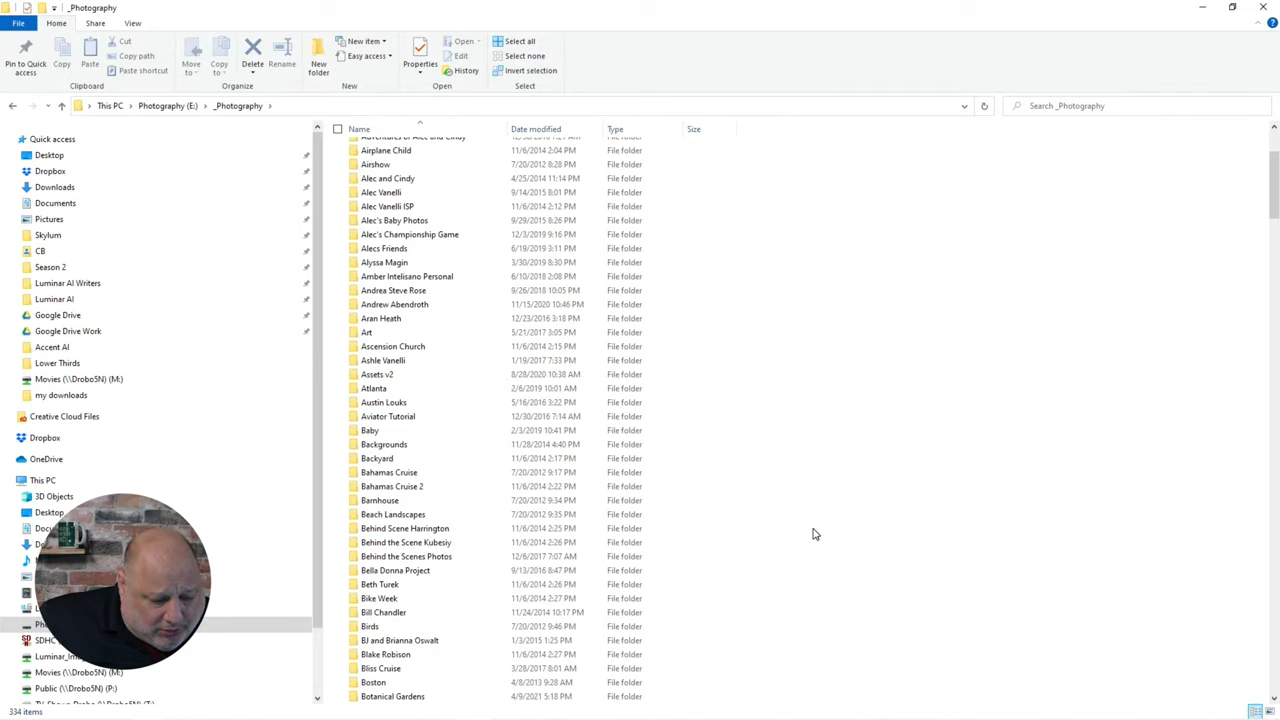 _Photography
File Home Share View
Pin to Quick access
Copy
Paste
Cut
Copy path
Paste shortcut
Clipboard
Move to
Copy to
Delete
Rename
Organize
New folder
New item
Easy access
New
Properties
Open
Edit
History
Open
Select all
Select none
Invert selection
Select
This PC > Photography (E:) > _Photography >
Search _Photography
Quick access
Desktop
Dropbox
Downloads
Documents
Pictures
Skylum
CB
Season 2
Luminar AI Writers
Luminar AI
Google Drive
Google Drive Work
Accent AI
Lower Thirds
Movies (\\Drobo5N) (M:)
my downloads
Creative Cloud Files
Dropbox
OneDrive
This PC
3D Objects
Desktop
Movies (\\Drobo5N) (M:)
Public (\\Drobo5N) (P:)
Name Date modified Type Size
Airplane Child 11/6/2014 2:04 PM File folder
Airshow 7/20/2012 8:28 PM File folder
Alec and Cindy 4/25/2014 11:14 PM File folder
Alec Vanelli 9/14/2015 8:01 PM File folder
Alec Vanelli ISP 11/6/2014 2:12 PM File folder
Alec's Baby Photos 9/29/2015 8:26 PM File folder
Alec's Championship Game 12/3/2019 9:16 PM File folder
Alecs Friends 6/19/2019 3:11 PM File folder
Alyssa Magin 3/30/2019 8:30 PM File folder
Amber Intelisano Personal 6/10/2018 2:08 PM File folder
Andrea Steve Rose 9/26/2018 10:05 PM File folder
Andrew Abendroth 11/15/2020 10:46 PM File folder
Aran Heath 12/23/2016 3:18 PM File folder
Art 5/21/2017 3:05 PM File folder
Ascension Church 11/6/2014 2:15 PM File folder
Ashle Vanelli 1/19/2017 7:33 PM File folder
Assets v2 8/28/2020 10:38 AM File folder
Atlanta 2/6/2019 10:01 AM File folder
Austin Louks 5/16/2016 3:22 PM File folder
Aviator Tutorial 12/30/2016 7:14 AM File folder
Baby 2/3/2019 10:41 PM File folder
Backgrounds 11/28/2014 4:40 PM File folder
Backyard 11/6/2014 2:17 PM File folder
Bahamas Cruise 7/20/2012 9:17 PM File folder
Bahamas Cruise 2 11/6/2014 2:22 PM File folder
Barnhouse 7/20/2012 9:34 PM File folder
Beach Landscapes 7/20/2012 9:35 PM File folder
Behind Scene Harrington 11/6/2014 2:25 PM File folder
Behind the Scene Kubesiy 11/6/2014 2:26 PM File folder
Behind the Scenes Photos 12/6/2017 7:07 AM File folder
Bella Donna Project 9/13/2016 8:47 PM File folder
Beth Turek 11/6/2014 2:26 PM File folder
Bike Week 11/6/2014 2:27 PM File folder
Bill Chandler 11/24/2014 10:17 PM File folder
Birds 7/20/2012 9:46 PM File folder
BJ and Brianna Oswalt 1/3/2015 1:25 PM File folder
Blake Robison 11/6/2014 2:27 PM File folder
Bliss Cruise 3/28/2017 8:01 AM File folder
Boston 4/8/2013 9:28 AM File folder
Botanical Gardens 4/9/2021 5:18 PM File folder
334 items